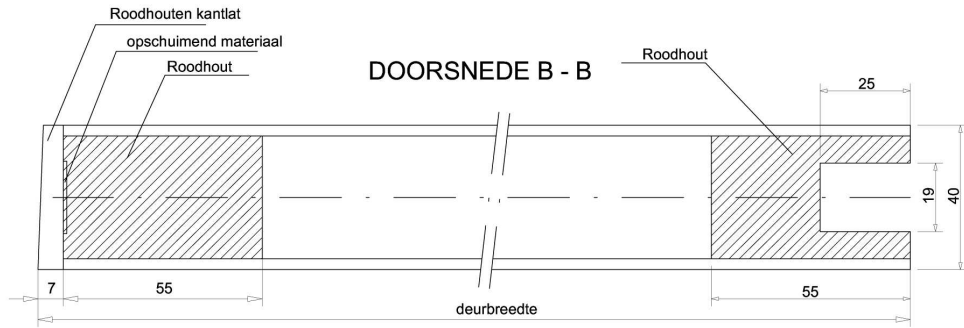 Roodhouten kantlat
opschuimend materiaal
Roodhout
DOORSNEDE B - B
Roodhout
25
19
40
7
55
55
deurbreedte